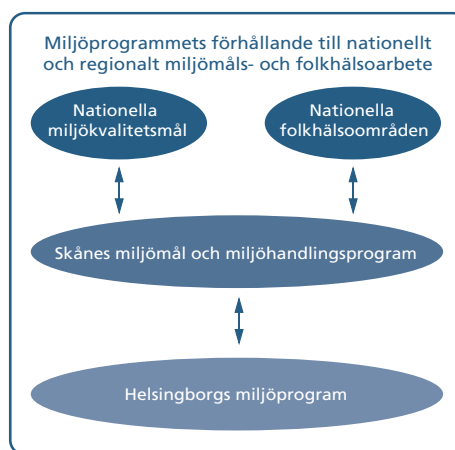 Miljöprogrammets förhållande till nationellt
och regionalt miljömåls- och folkhälsoarbete
Nationella
miljökvalitetsmål
Nationella
folkhälsoområden
Skånes miljömål och miljöhandlingsprogram
Helsingborgs miljöprogram